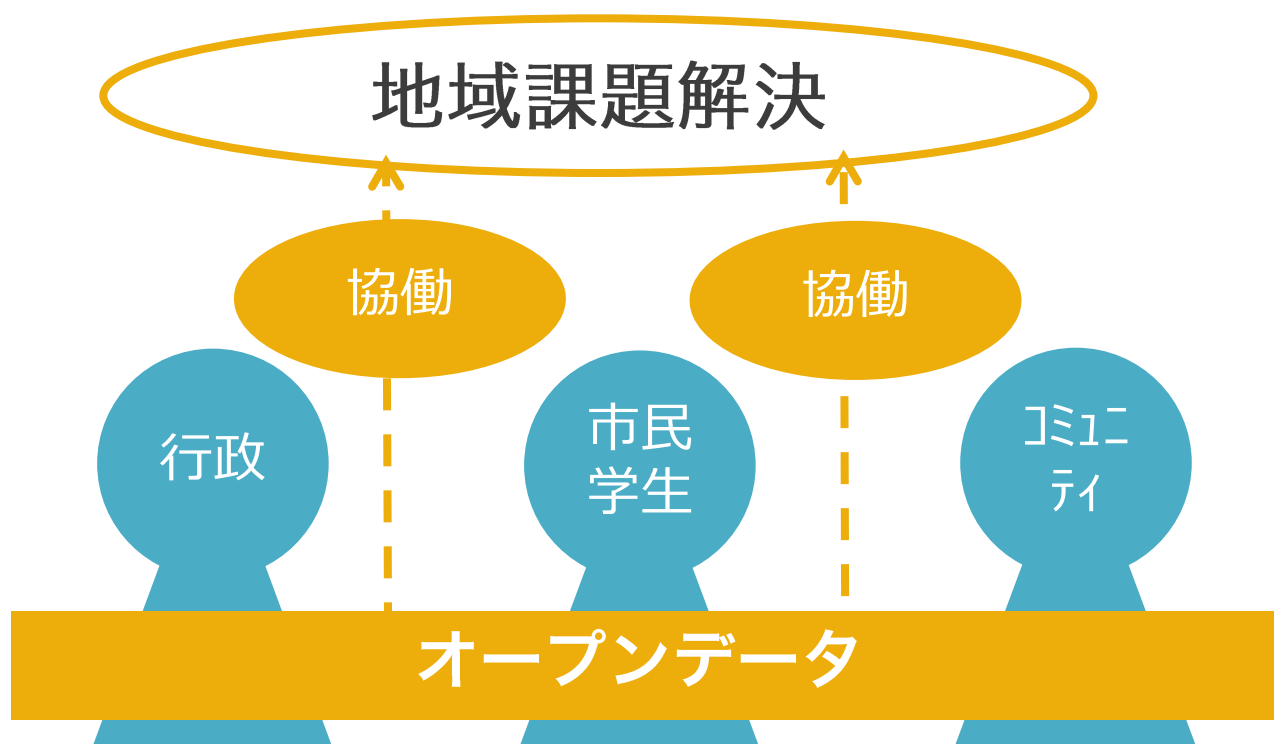 地域課題解決
協働
協働
行政
市民
学生
ｺﾐｭﾆ
ﾃｨ
オープンデータ